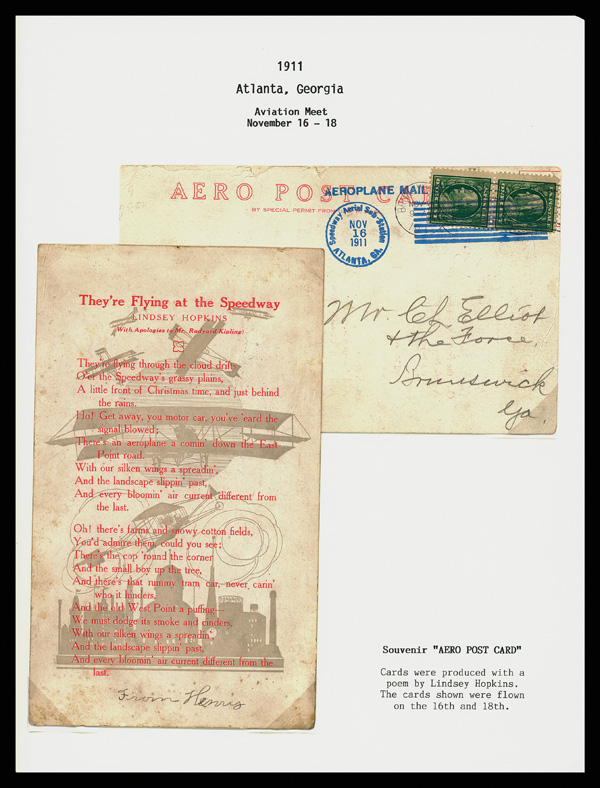 1911
Atlanta, Georgia
Aviation Meet
November 16 - 18
AERO POST
BY SPECIAL PERMIT FROM
AEROPLANE MAIL
Speedway Aerial Sub-Station
NOV
16
1911
ATLANTA, GA.
Mr. Cf. Elliot
& the Force,
Brunswick
Ga.
They're Flying at the Speedway
LINDSEY HOPKINS
(With Apologies to Mr. Rudyard Kipling)
They're flying through the cloud drifts
O'er the Speedway's grassy plains,
A little front of Christmas time, and just behind
the rains.
Ho! Get away, you motor car, you've 'eard the
signal blowed;
There's an aeroplane a comin' down the East
Point road.
With our silken wings a spreadin',
And the landscape slippin' past,
And every bloomin' air current different from
the last.
Oh! there's farms and snowy cotton fields,
You'd admire them, could you see;
There's the cop 'round the corner
And the small boy up the tree,
And there's that rummy tram car, never carin'
who it hinders,
And the old West Point a puffing—
We must dodge its smoke and cinders,
With our silken wings a spreadin',
And the landscape slippin' past,
And every bloomin' air current different from the
last.
From Henry
Souvenir "AERO POST CARD"
Cards were produced with a
poem by Lindsey Hopkins.
The cards shown were flown
on the 16th and 18th.